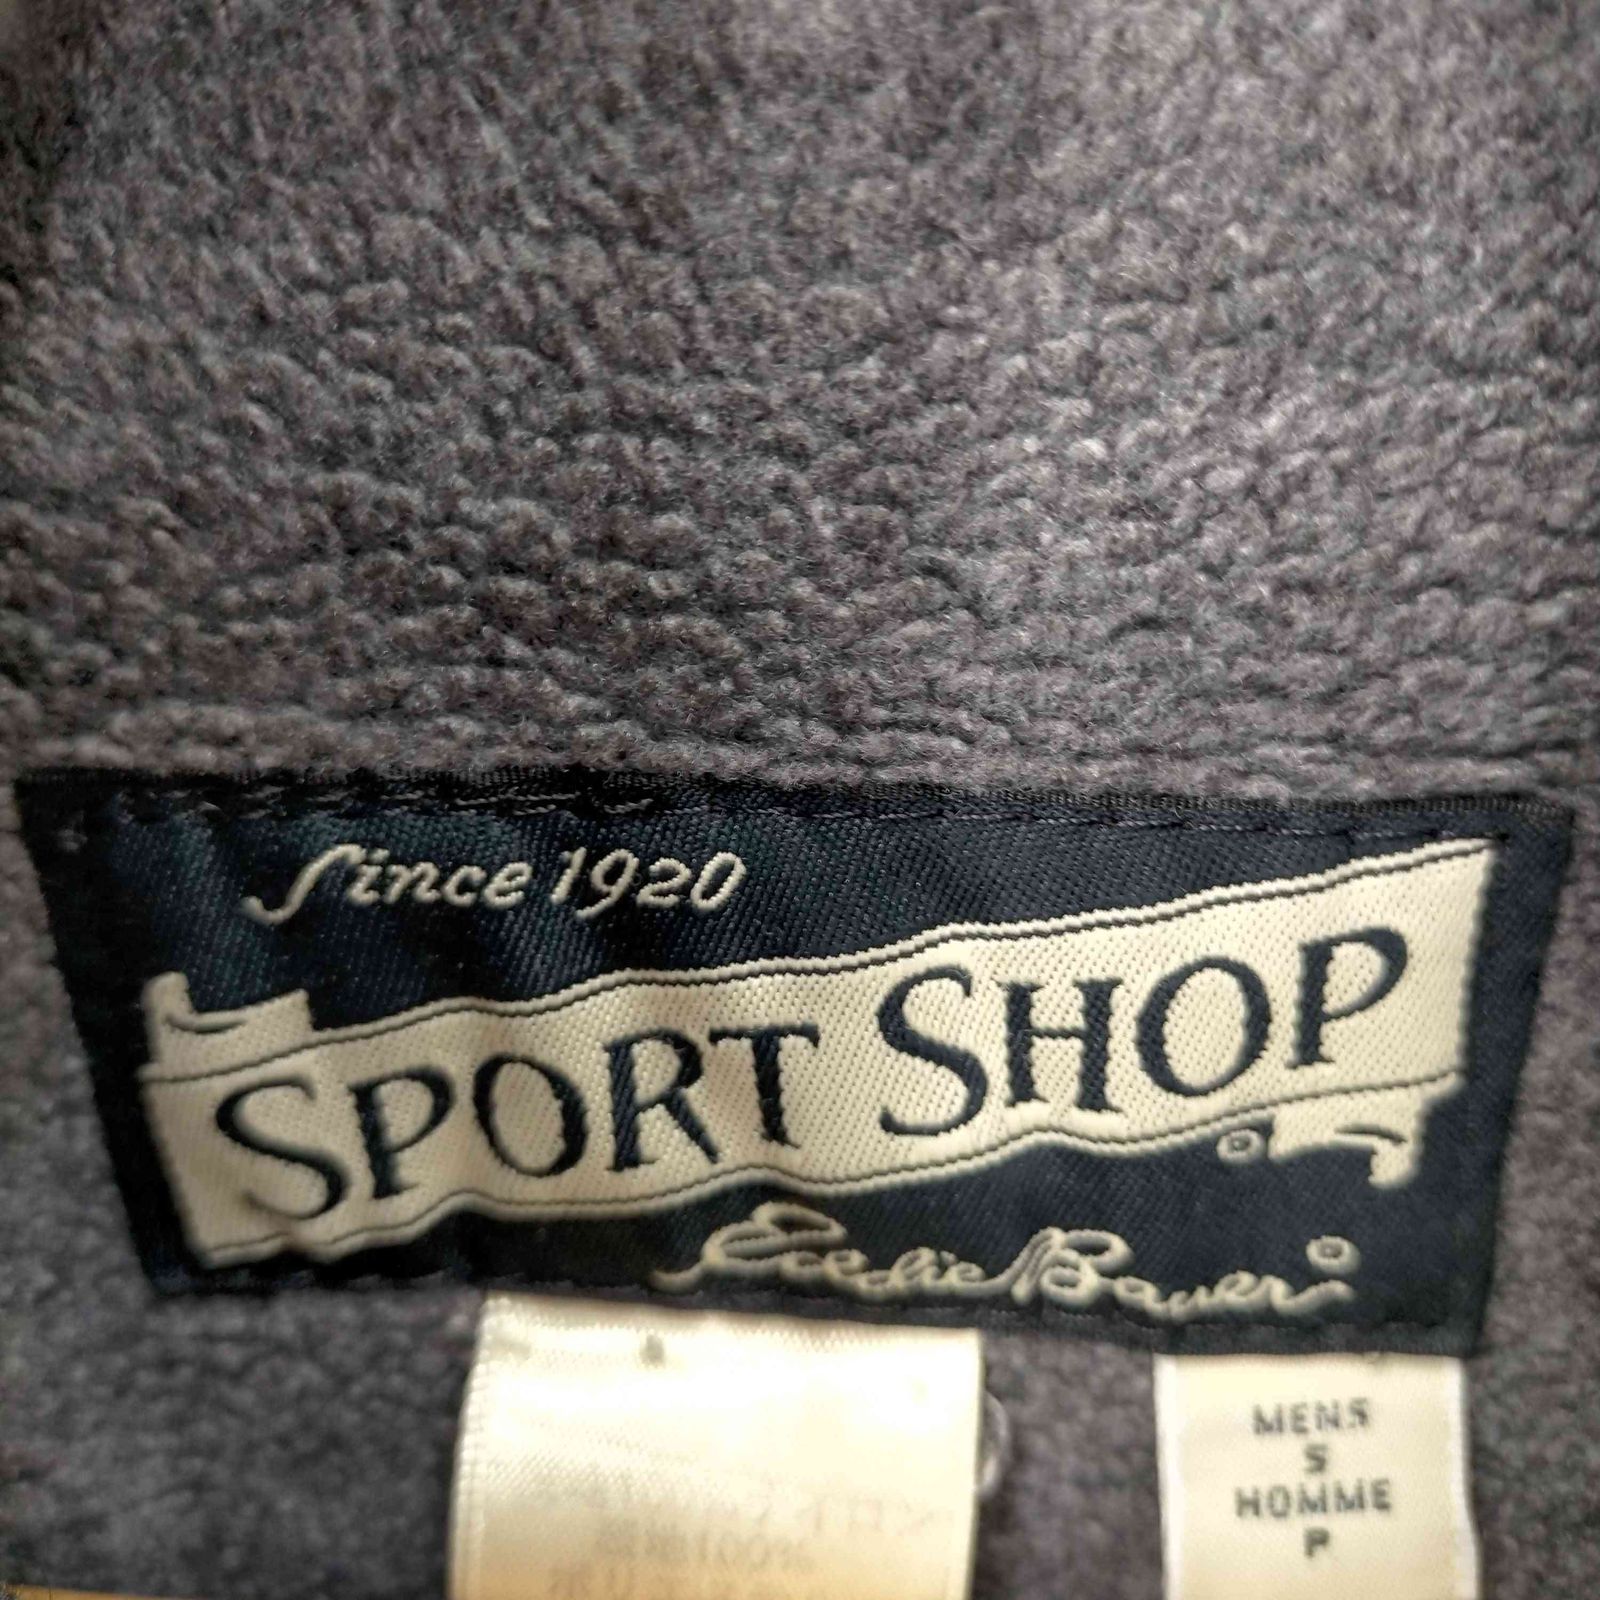 Since 1920
SPORT SHOP
®
Eddie Bauer®
MENS
S
HOMME
P